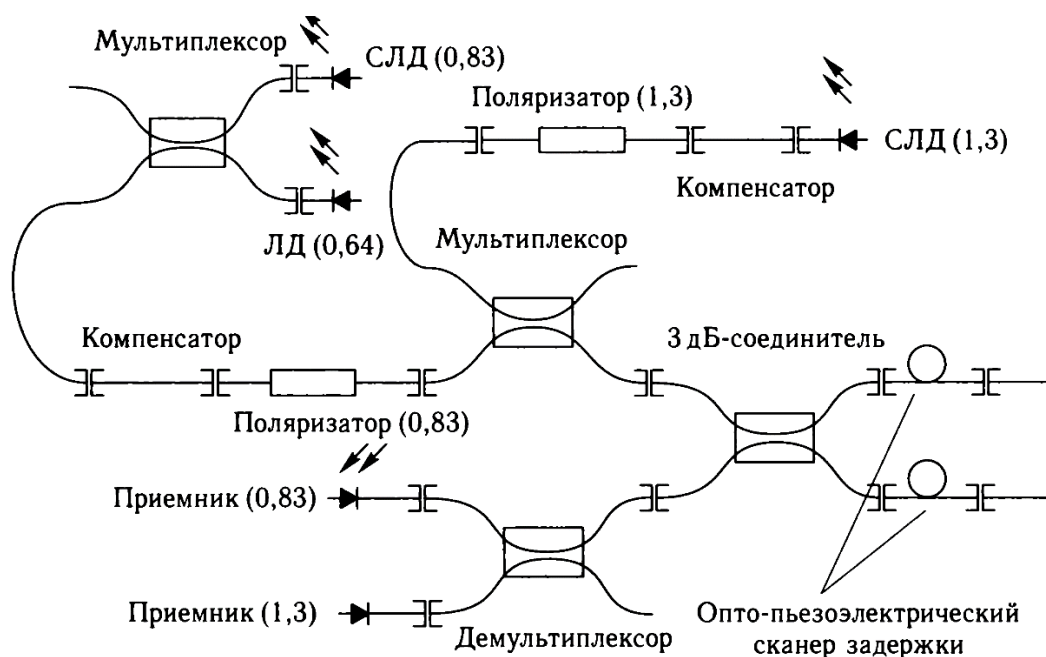 Мультиплексор
СЛД (0,83)
Поляризатор (1,3)
СЛД (1,3)
Компенсатор
ЛД (0,64)
Мультиплексор
Компенсатор
3 дБ-соединитель
Поляризатор (0,83)
Приемник (0,83)
Приемник (1,3)
Демультиплексор
Опто-пьезоэлектрический
сканер задержки